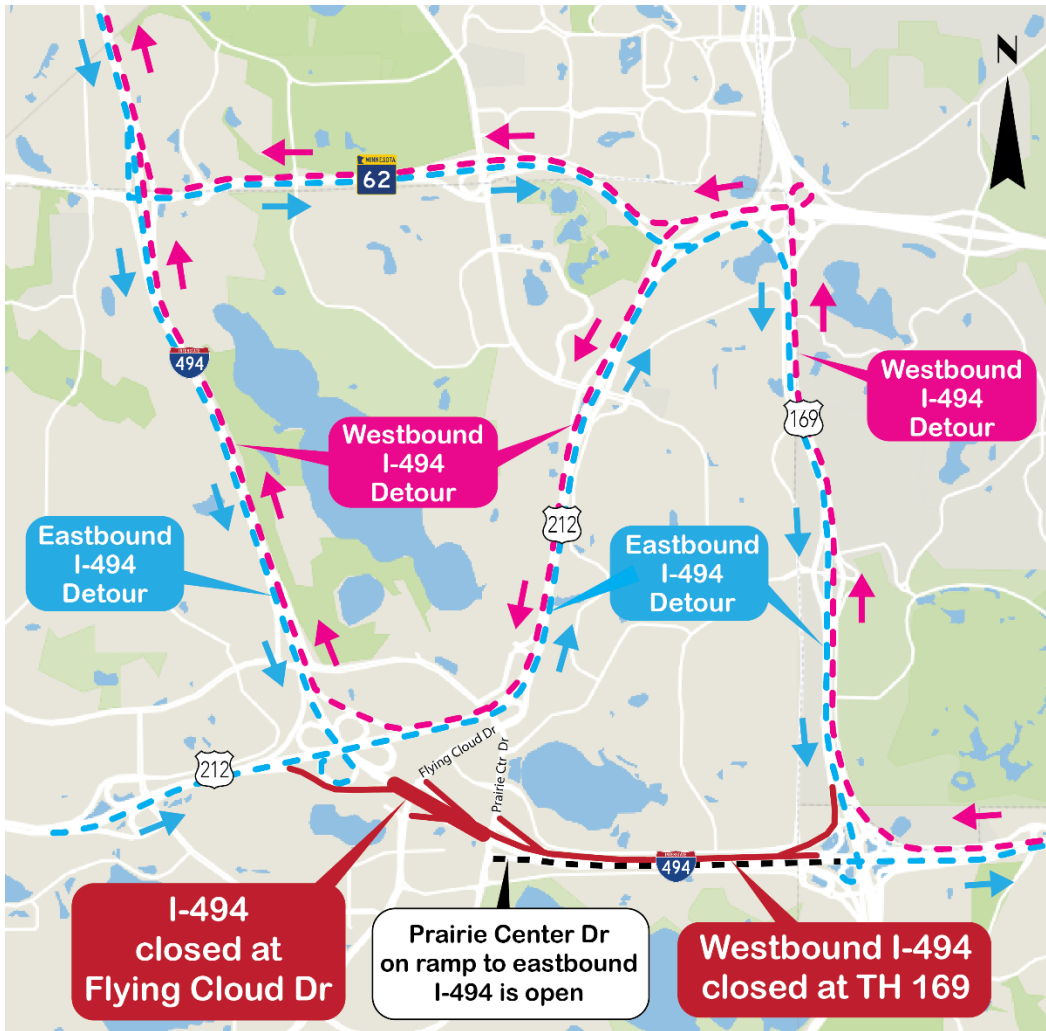 N
MINNESOTA
62
INTERSTATE
494
Westbound
I-494
Detour
169
Westbound
I-494
Detour
212
Eastbound
I-494
Detour
Eastbound
I-494
Detour
Flying Cloud Dr
Prairie Ctr Dr
212
INTERSTATE
494
I-494
closed at
Flying Cloud Dr
Prairie Center Dr
on ramp to eastbound
I-494 is open
Westbound I-494
closed at TH 169